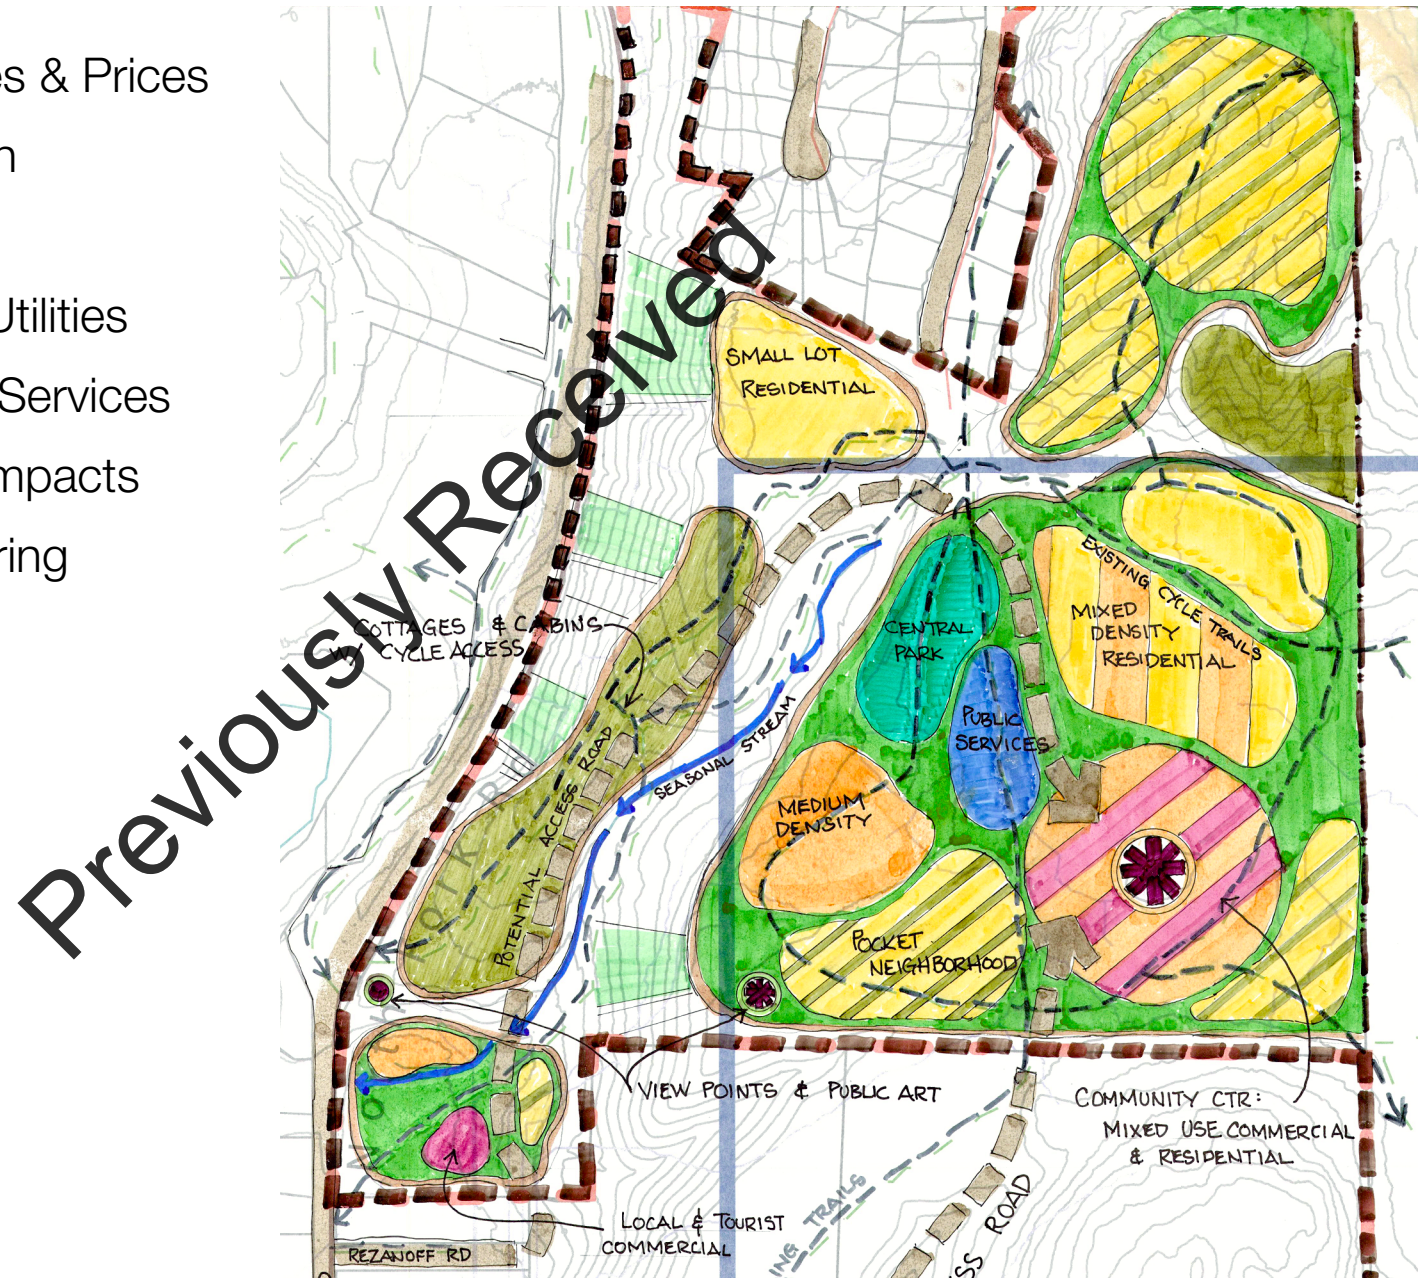 es & Prices
n
Utilities
Services
mpacts
ring
Previously Received
SMALL LOT
RESIDENTIAL
COTTAGES & CABINS
W/ CYCLE ACCESS
EXISTING CYCLE TRAILS
MIXED
DENSITY
RESIDENTIAL
CENTRAL
PARK
PUBLIC
SERVICES
SEASONAL STREAM
POTENTIAL ACCESS ROAD
MEDIUM
DENSITY
POCKET
NEIGHBORHOOD
VIEW POINTS & PUBLIC ART
COMMUNITY CTR:
MIXED USE COMMERCIAL
& RESIDENTIAL
LOCAL & TOURIST
COMMERCIAL
REZANOFF RD
ING TRAILS
SS ROAD